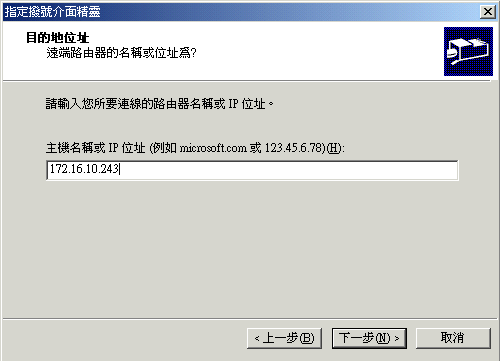 指定撥號介面精靈
目的地位址
遠端路由器的名稱或位址為?
請輸入您所要連線的路由器名稱或 IP 位址。
主機名稱或 IP 位址 (例如 microsoft.com 或 123.45.6.78)(H):
172.16.10.243
< 上一步(B) 下一步(N) > 取消